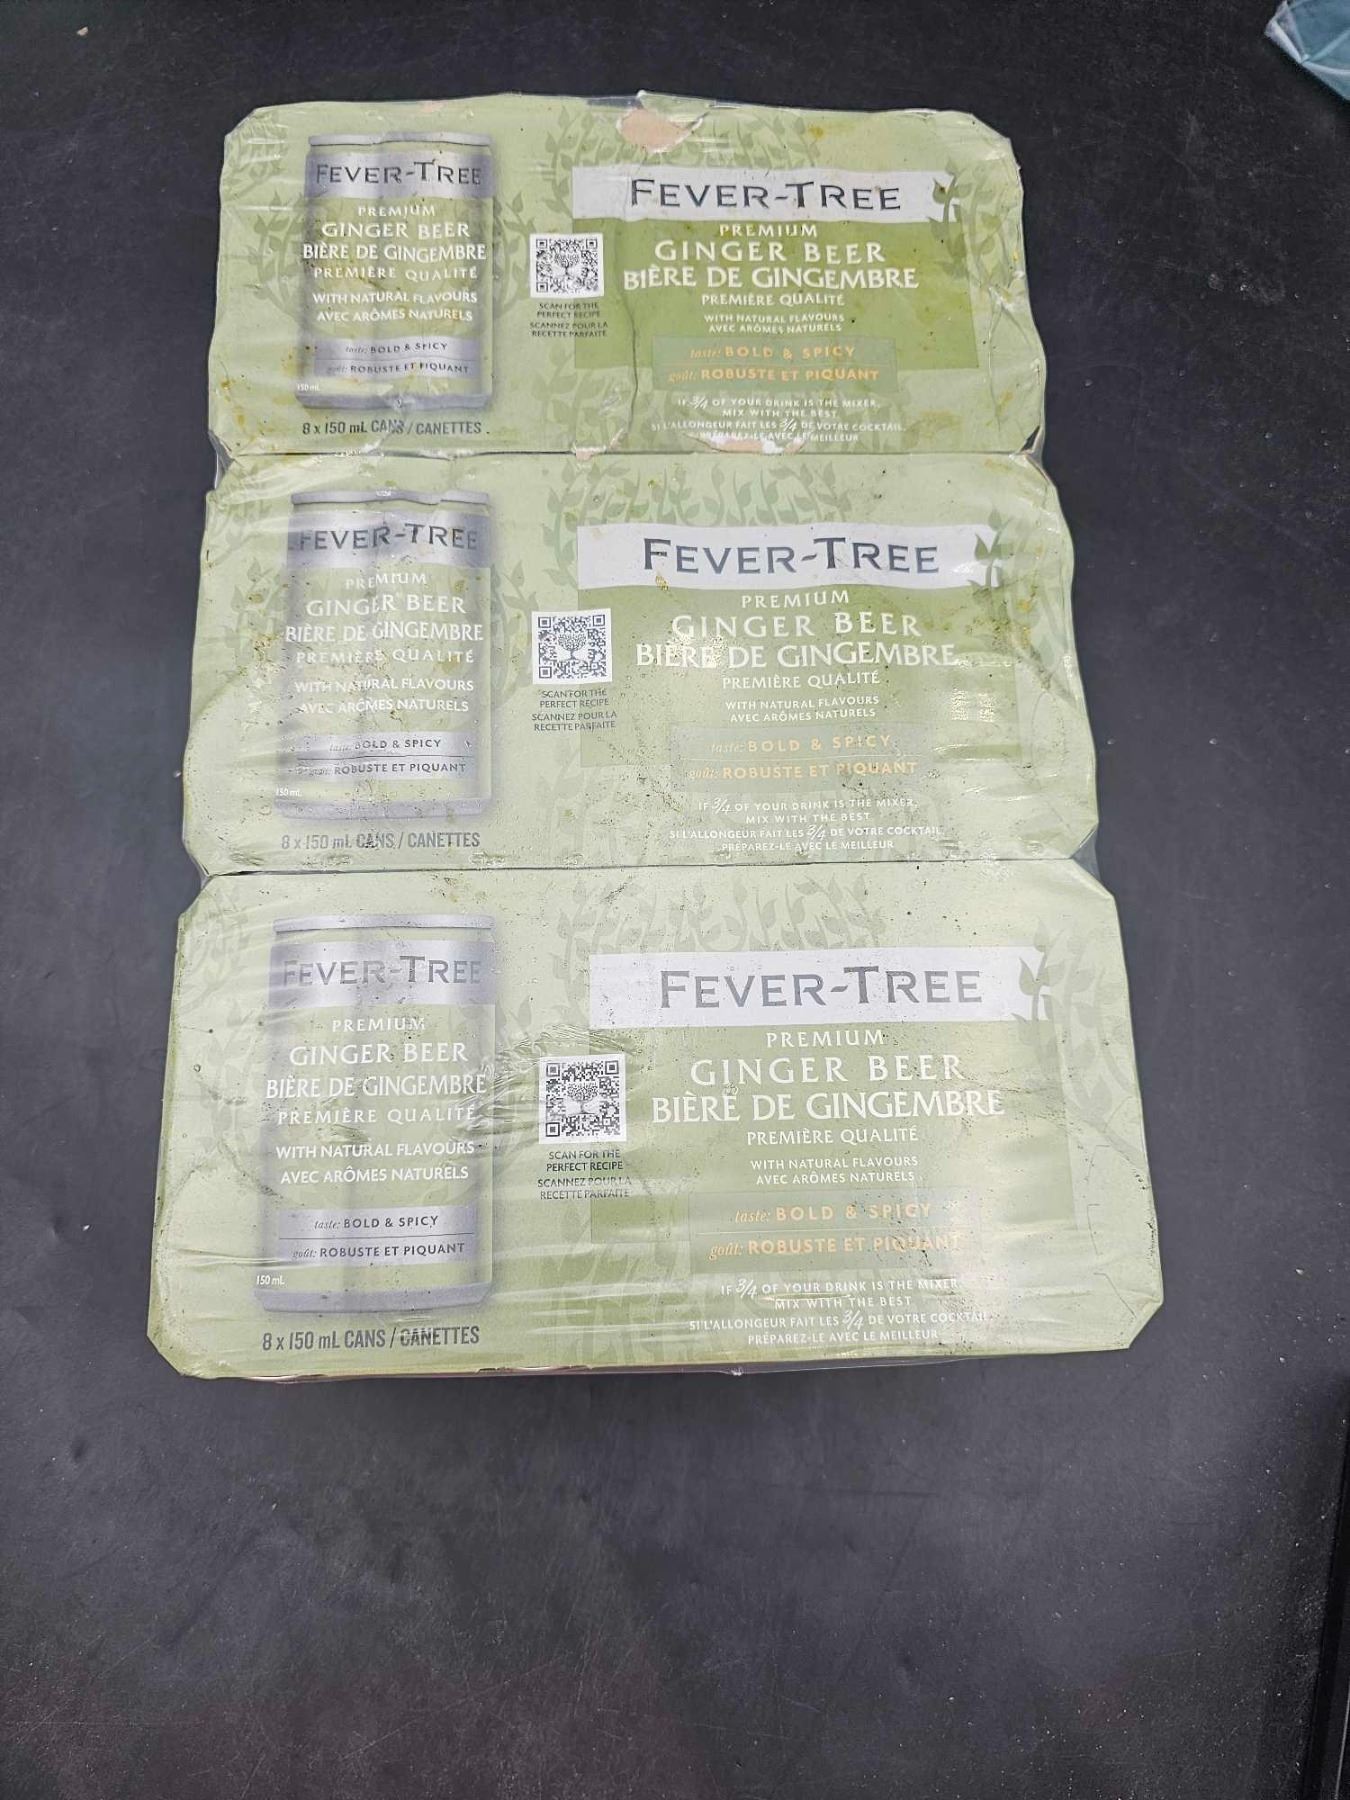 FEVER-TREE
PREMIUM
GINGER BEER
BIÈRE DE GINGEMBRE
PREMIÈRE QUALITÉ
WITH NATURAL FLAVOURS
AVEC ARÔMES NATURELS
taste: BOLD & SPICY
goût: ROBUSTE ET PIQUANT
150 mL
8 x 150 mL CANS / CANETTES
SCAN FOR THE
PERFECT RECIPE
SCANNEZ POUR LA
RECETTE PARFAITE
FEVER-TREE
PREMIUM
GINGER BEER
BIÈRE DE GINGEMBRE
PREMIÈRE QUALITÉ
WITH NATURAL FLAVOURS
AVEC ARÔMES NATURELS
taste: BOLD & SPICY
goût: ROBUSTE ET PIQUANT
IF 3/4 OF YOUR DRINK IS THE MIXER,
MIX WITH THE BEST
SI L'ALLONGEUR FAIT LES 3/4 DE VOTRE COCKTAIL,
PRÉPAREZ-LE AVEC LE MEILLEUR
FEVER-TREE
PREMIUM
GINGER BEER
BIÈRE DE GINGEMBRE
PREMIÈRE QUALITÉ
WITH NATURAL FLAVOURS
AVEC ARÔMES NATURELS
taste: BOLD & SPICY
goût: ROBUSTE ET PIQUANT
150 mL
8 x 150 mL CANS / CANETTES
SCAN FOR THE
PERFECT RECIPE
SCANNEZ POUR LA
RECETTE PARFAITE
FEVER-TREE
PREMIUM
GINGER BEER
BIÈRE DE GINGEMBRE
PREMIÈRE QUALITÉ
WITH NATURAL FLAVOURS
AVEC ARÔMES NATURELS
taste: BOLD & SPICY
goût: ROBUSTE ET PIQUANT
IF 3/4 OF YOUR DRINK IS THE MIXER,
MIX WITH THE BEST
SI L'ALLONGEUR FAIT LES 3/4 DE VOTRE COCKTAIL,
PRÉPAREZ-LE AVEC LE MEILLEUR
FEVER-TREE
PREMIUM
GINGER BEER
BIÈRE DE GINGEMBRE
PREMIÈRE QUALITÉ
WITH NATURAL FLAVOURS
AVEC ARÔMES NATURELS
taste: BOLD & SPICY
goût: ROBUSTE ET PIQUANT
150 mL
8 x 150 mL CANS / CANETTES
SCAN FOR THE
PERFECT RECIPE
SCANNEZ POUR LA
RECETTE PARFAITE
FEVER-TREE
PREMIUM
GINGER BEER
BIÈRE DE GINGEMBRE
PREMIÈRE QUALITÉ
WITH NATURAL FLAVOURS
AVEC ARÔMES NATURELS
taste: BOLD & SPICY
goût: ROBUSTE ET PIQUANT
IF 3/4 OF YOUR DRINK IS THE MIXER,
MIX WITH THE BEST
SI L'ALLONGEUR FAIT LES 3/4 DE VOTRE COCKTAIL,
PRÉPAREZ-LE AVEC LE MEILLEUR